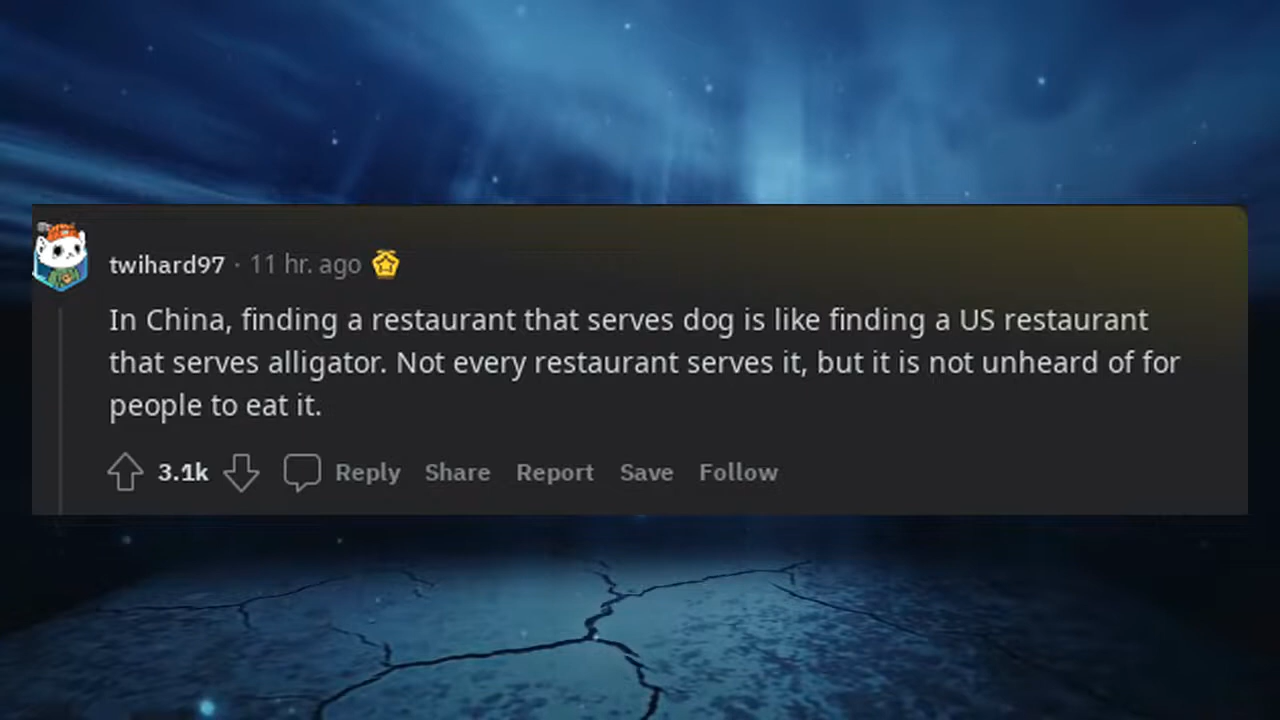 twihard97 · 11 hr. ago
In China, finding a restaurant that serves dog is like finding a US restaurant
that serves alligator. Not every restaurant serves it, but it is not unheard of for
people to eat it.
3.1k Reply Share Report Save Follow